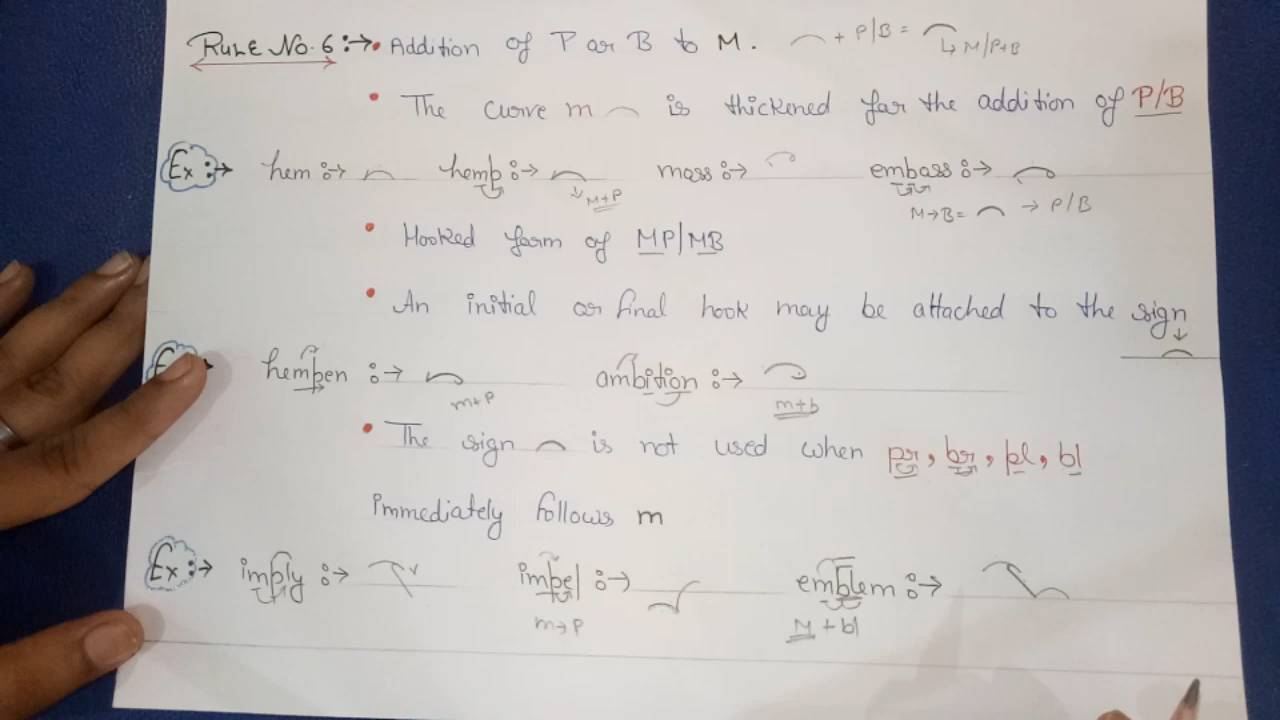 RULE No. 6 :→ • Addition of P or B to M. + P/B = ↳ M/P+B
• The curve m is thickened for the addition of P/B
Ex :→ hem :→ hemp :→ mass :→ embass :→
↓ M+P M→B = → P/B
• Hooked form of MP/MB
• An initial or final hook may be attached to the sign
↓
hempen :→ ambition :→
m+P m+b
• The sign is not used when pr, br, pl, bl
immediately follows m
Ex :→ imply :→ impel :→ emblem :→
m→P M + bl